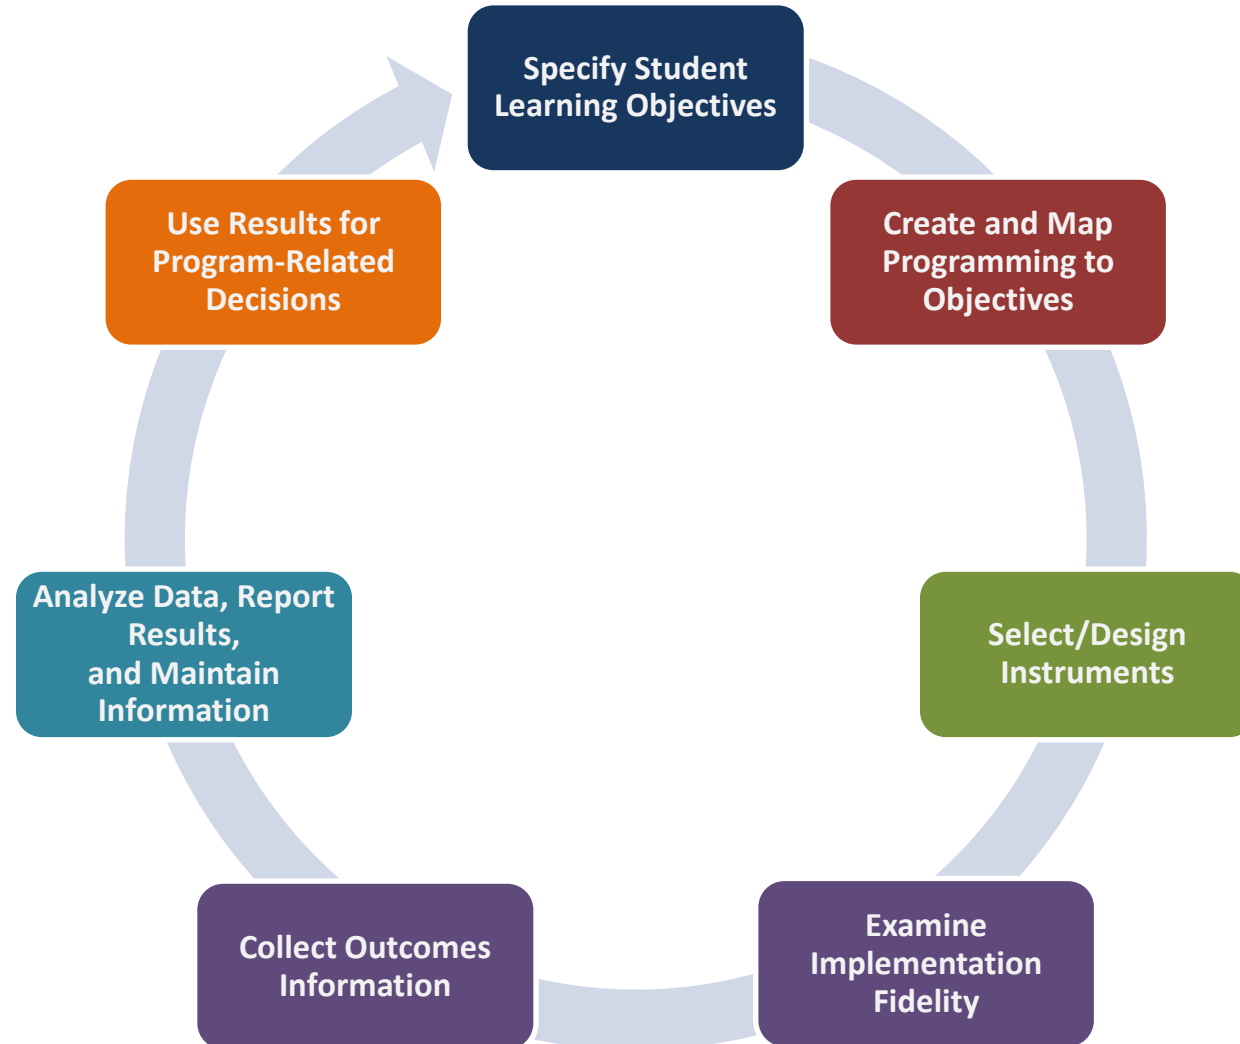 Specify Student
Learning Objectives
Create and Map
Programming to
Objectives
Select/Design
Instruments
Examine
Implementation
Fidelity
Collect Outcomes
Information
Analyze Data, Report
Results,
and Maintain
Information
Use Results for
Program-Related
Decisions